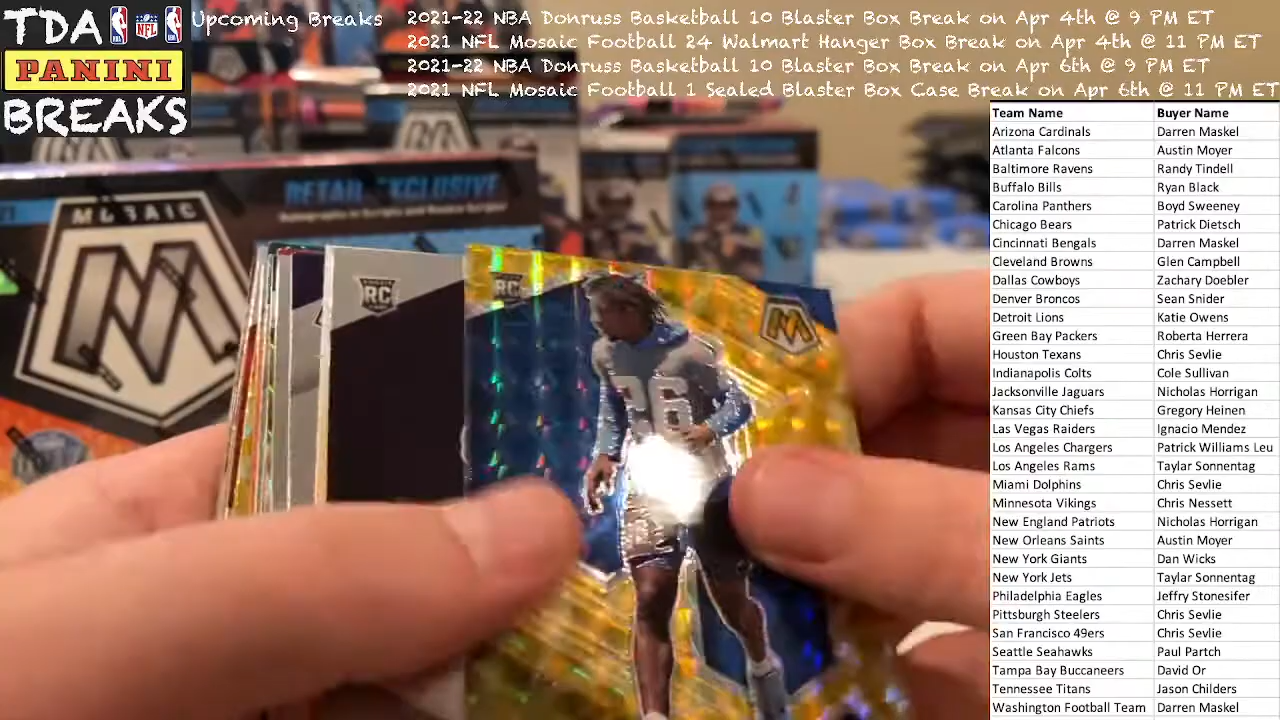 TDA
PANINI
BREAKS
Upcoming Breaks
2021-22 NBA Donruss Basketball 10 Blaster Box Break on Apr 4th @ 9 PM ET
2021 NFL Mosaic Football 24 Walmart Hanger Box Break on Apr 4th @ 11 PM ET
2021-22 NBA Donruss Basketball 10 Blaster Box Break on Apr 6th @ 9 PM ET
2021 NFL Mosaic Football 1 Sealed Blaster Box Case Break on Apr 6th @ 11 PM ET
Team Name Buyer Name
Arizona Cardinals Darren Maskel
Atlanta Falcons Austin Moyer
Baltimore Ravens Randy Tindell
Buffalo Bills Ryan Black
Carolina Panthers Boyd Sweeney
Chicago Bears Patrick Dietsch
Cincinnati Bengals Darren Maskel
Cleveland Browns Glen Campbell
Dallas Cowboys Zachary Doebler
Denver Broncos Sean Snider
Detroit Lions Katie Owens
Green Bay Packers Roberta Herrera
Houston Texans Chris Sevlie
Indianapolis Colts Cole Sullivan
Jacksonville Jaguars Nicholas Horrigan
Kansas City Chiefs Gregory Heinen
Las Vegas Raiders Ignacio Mendez
Los Angeles Chargers Patrick Williams Leu
Los Angeles Rams Taylar Sonnentag
Miami Dolphins Chris Sevlie
Minnesota Vikings Chris Nessett
New England Patriots Nicholas Horrigan
New Orleans Saints Austin Moyer
New York Giants Dan Wicks
New York Jets Taylar Sonnentag
Philadelphia Eagles Jeffry Stonesifer
Pittsburgh Steelers Chris Sevlie
San Francisco 49ers Chris Sevlie
Seattle Seahawks Paul Partch
Tampa Bay Buccaneers David Or
Tennessee Titans Jason Childers
Washington Football Team Darren Maskel
RETAIL EXCLUSIVE
MOSAIC
M
RC
RC
M
26